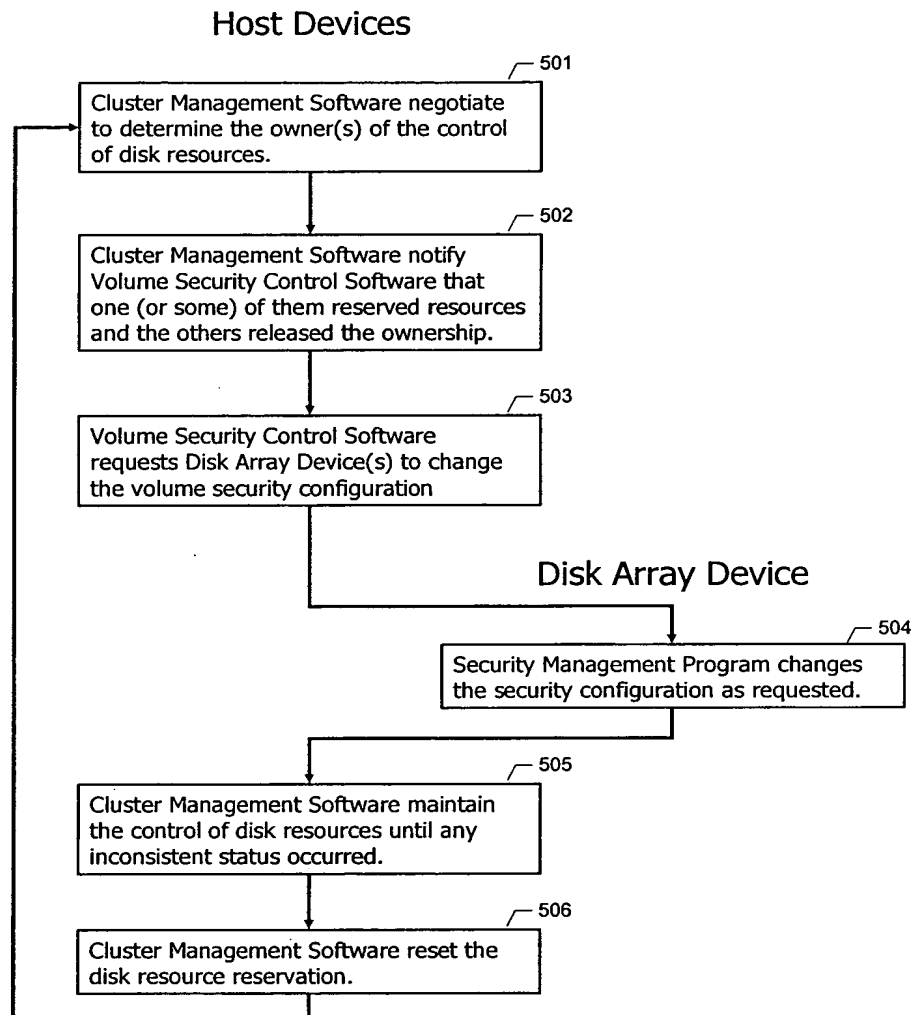 Host Devices
501
Cluster Management Software negotiate
to determine the owner(s) of the control
of disk resources.
502
Cluster Management Software notify
Volume Security Control Software that
one (or some) of them reserved resources
and the others released the ownership.
503
Volume Security Control Software
requests Disk Array Device(s) to change
the volume security configuration
Disk Array Device
504
Security Management Program changes
the security configuration as requested.
505
Cluster Management Software maintain
the control of disk resources until any
inconsistent status occurred.
506
Cluster Management Software reset the
disk resource reservation.